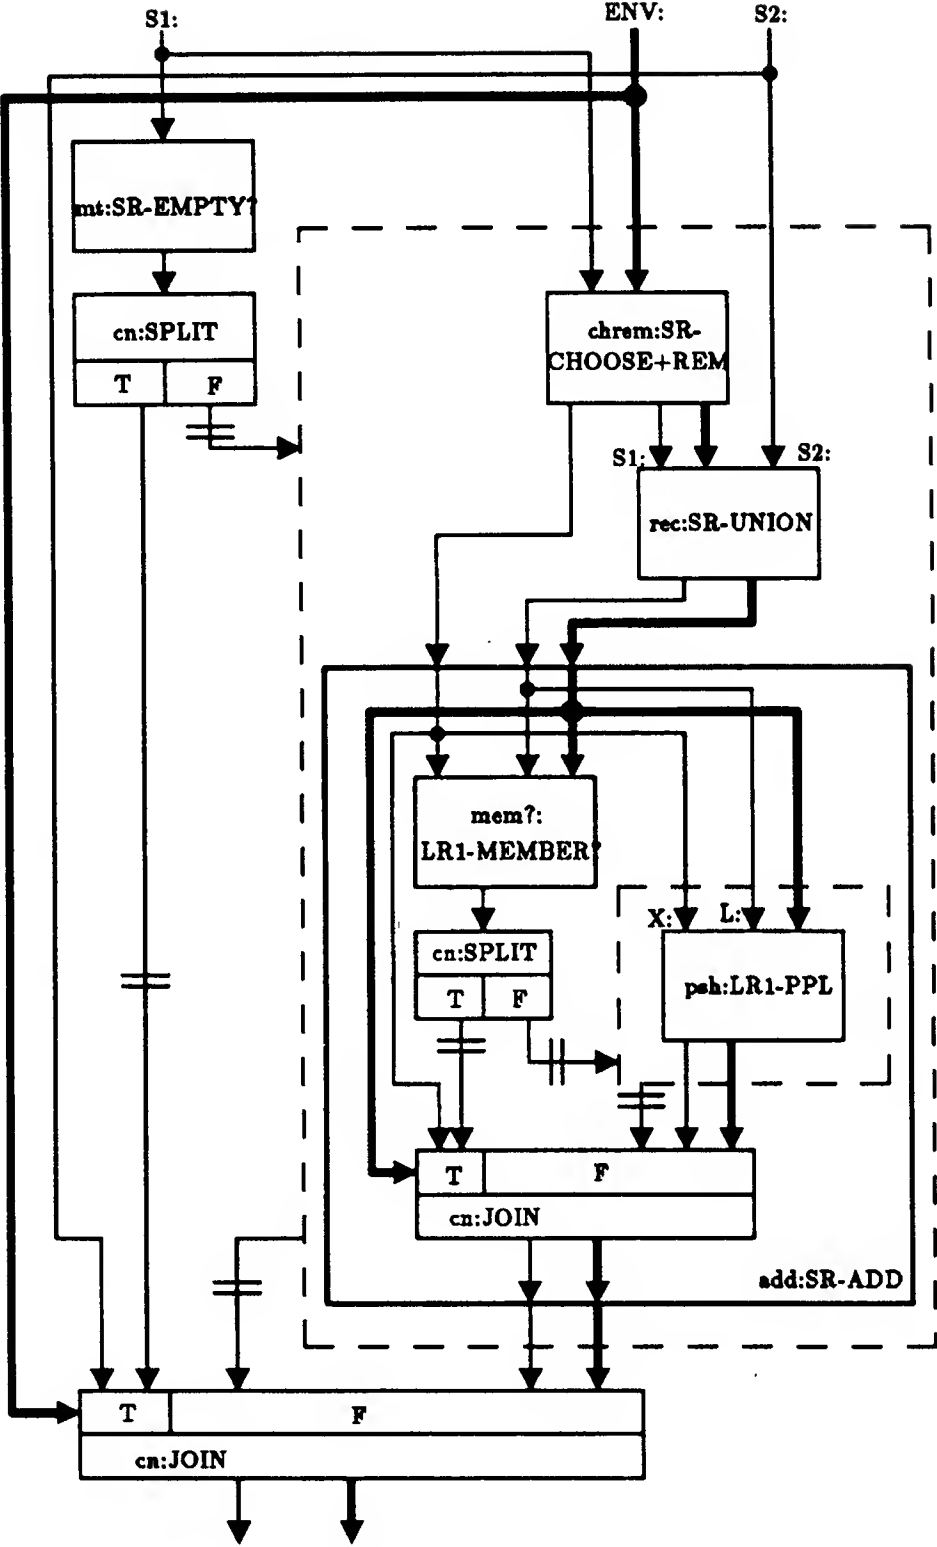 S1:
ENV:
S2:
mt:SR-EMPTY?
cn:SPLIT
T
F
chrem:SR-
CHOOSE+REM
S1:
S2:
rec:SR-UNION
mem?:
LR1-MEMBER?
X:
L:
cn:SPLIT
T
F
psh:LR1-PPL
T
F
cn:JOIN
add:SR-ADD
T
F
cn:JOIN